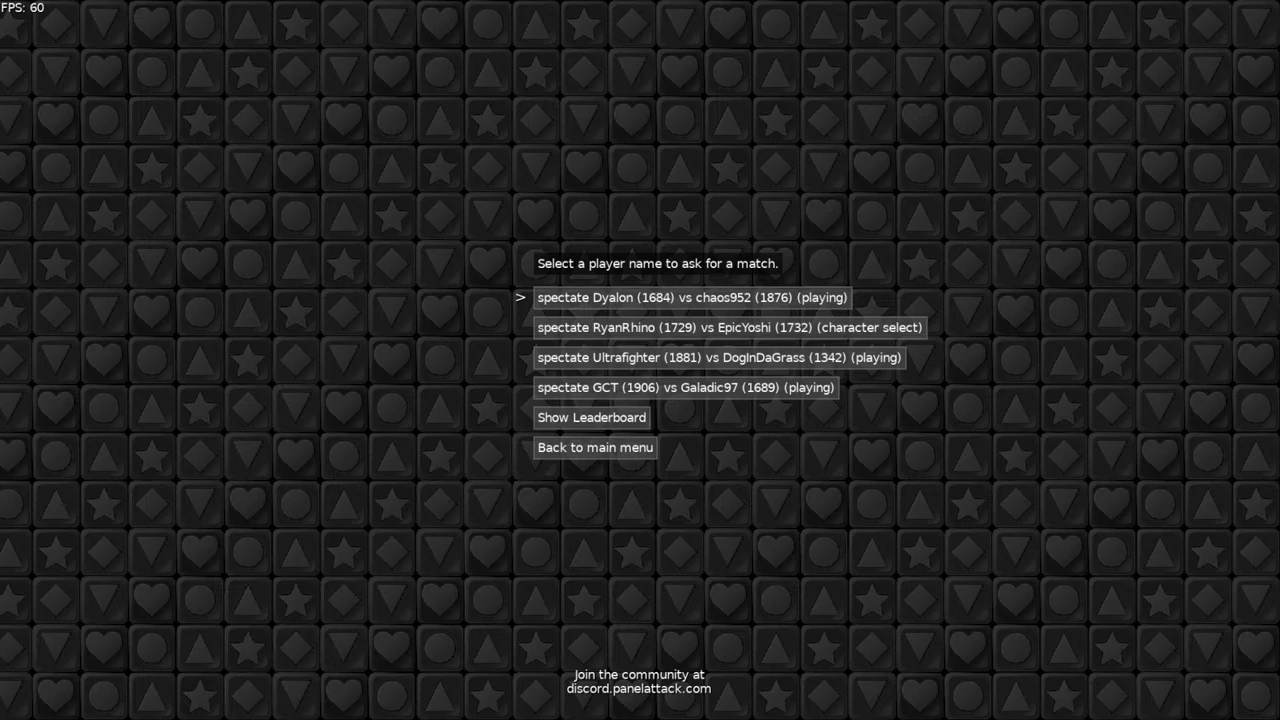 FPS: 60
Select a player name to ask for a match.
> spectate Dyalon (1684) vs chaos952 (1876) (playing)
spectate RyanRhino (1729) vs EpicYoshi (1732) (character select)
spectate Ultrafighter (1881) vs DogInDaGrass (1342) (playing)
spectate GCT (1906) vs Galadic97 (1689) (playing)
Show Leaderboard
Back to main menu
Join the community at
discord.panelattack.com